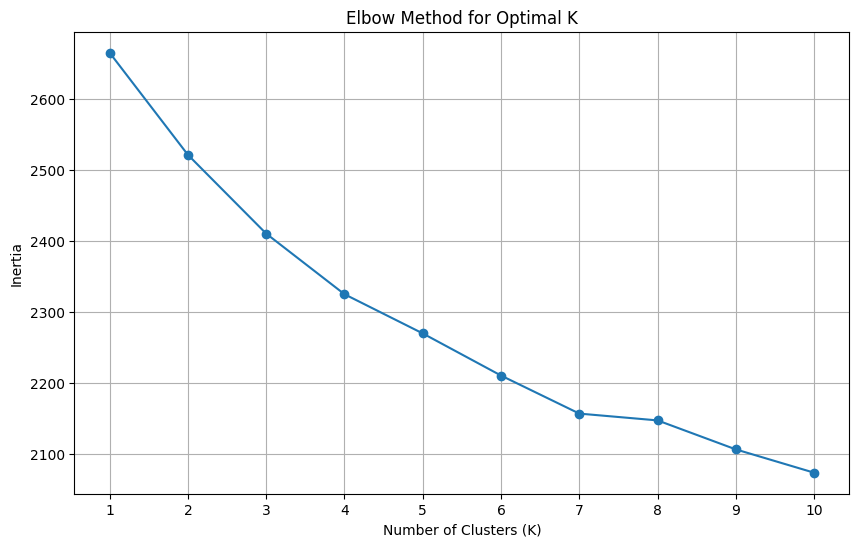 Elbow Method for Optimal K
Inertia
2600
2500
2400
2300
2200
2100
1 2 3 4 5 6 7 8 9 10
Number of Clusters (K)